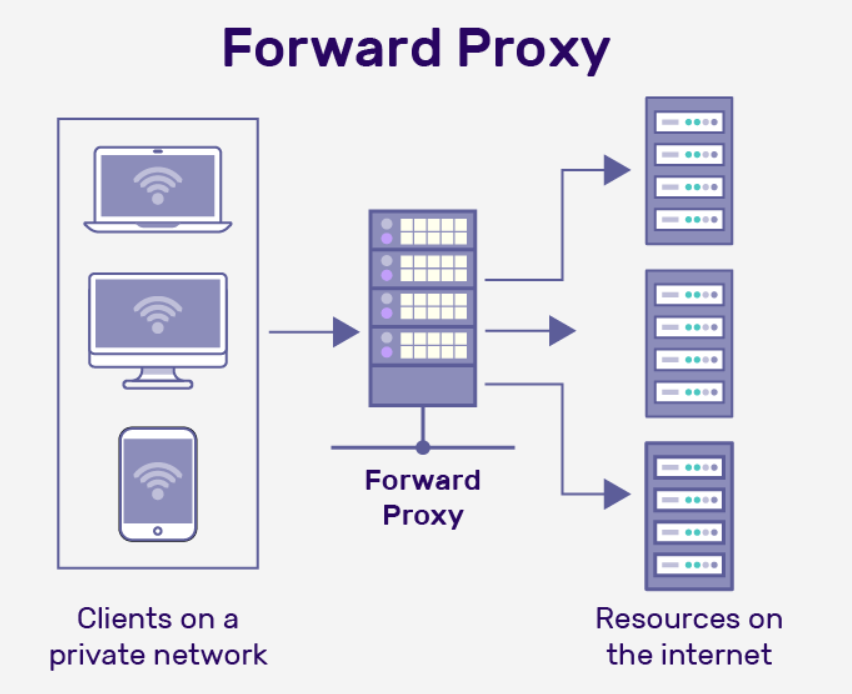 Forward Proxy
Forward
Proxy
Clients on a
private network
Resources on
the internet